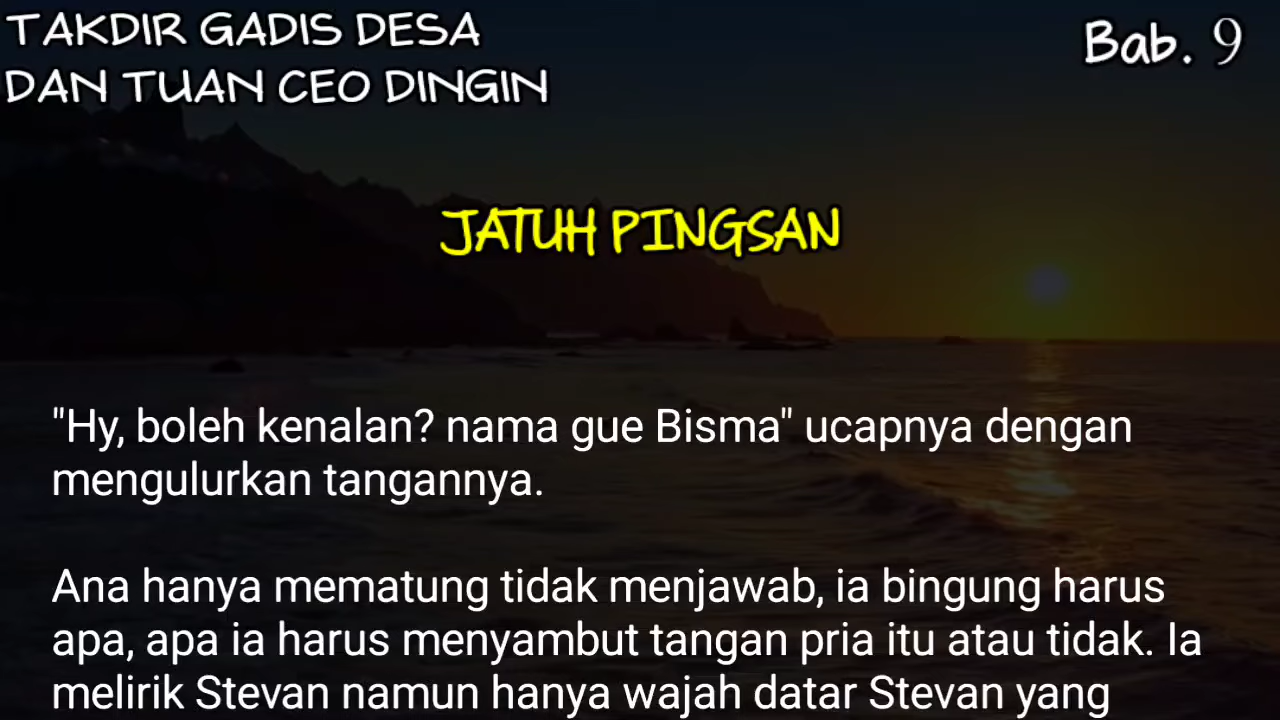 TAKDIR GADIS DESA
DAN TUAN CEO DINGIN
Bab. 9
JATUH PINGSAN
"Hy, boleh kenalan? nama gue Bisma" ucapnya dengan
mengulurkan tangannya.
Ana hanya mematung tidak menjawab, ia bingung harus
apa, apa ia harus menyambut tangan pria itu atau tidak. Ia
melirik Stevan namun hanya wajah datar Stevan yang